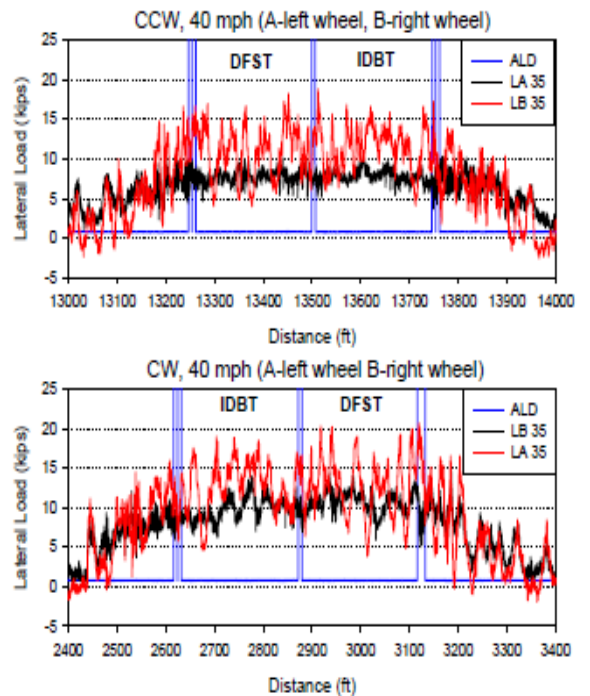 CCW, 40 mph (A-left wheel, B-right wheel)
25
20
15
10
5
0
-5
Lateral Load (kips)
DFST
IDBT
ALD
LA 35
LB 35
13000 13100 13200 13300 13400 13500 13600 13700 13800 13900 14000
Distance (ft)
CW, 40 mph (A-left wheel B-right wheel)
25
20
15
10
5
0
-5
Lateral Load (kips)
IDBT
DFST
ALD
LB 35
LA 35
2400 2500 2600 2700 2800 2900 3000 3100 3200 3300 3400
Distance (ft)